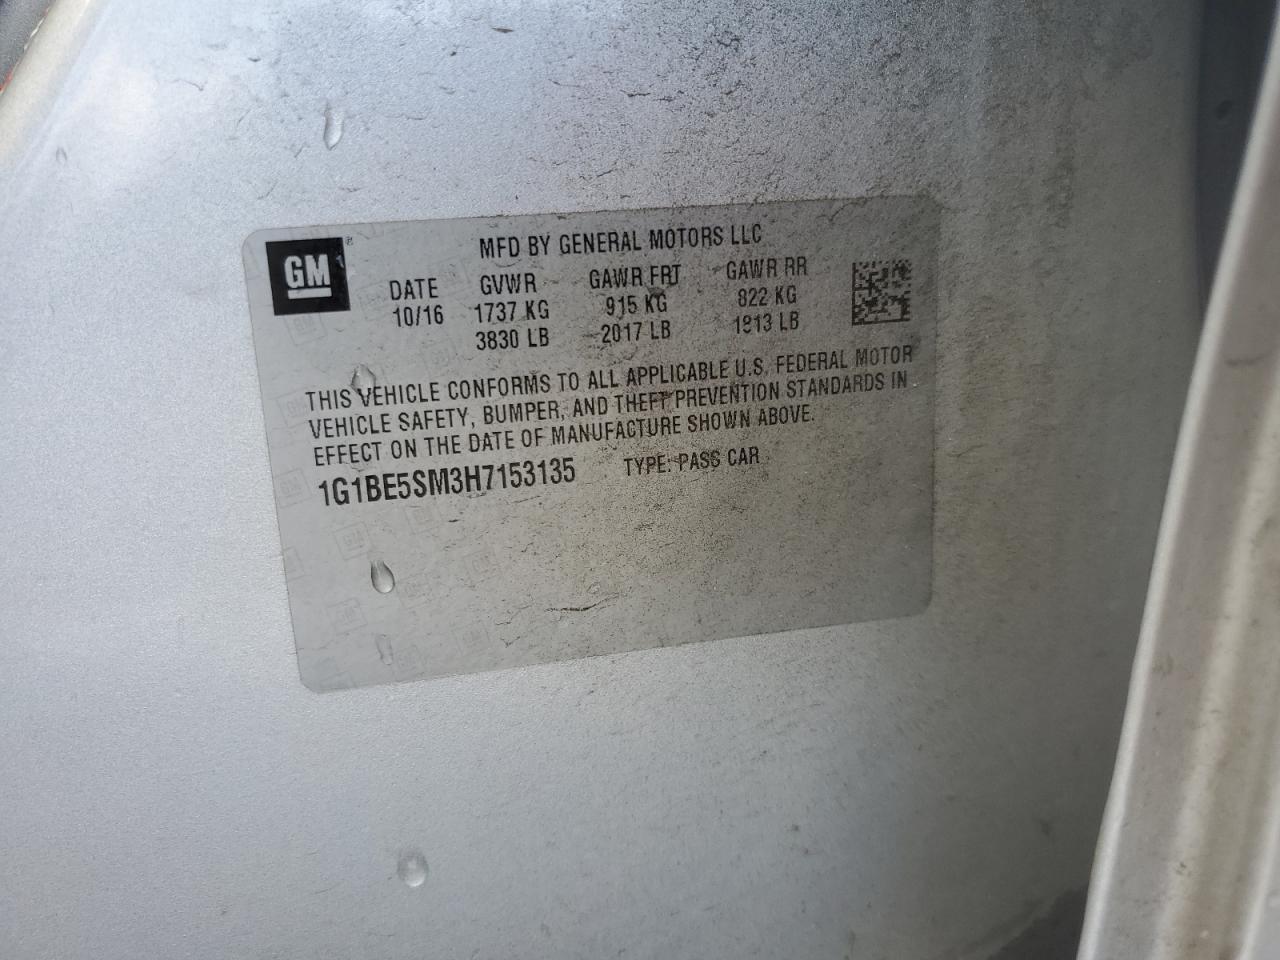 GM
MFD BY GENERAL MOTORS LLC
DATE GVWR GAWR FRT GAWR RR
10/16 1737 KG 915 KG 822 KG
3830 LB 2017 LB 1813 LB
THIS VEHICLE CONFORMS TO ALL APPLICABLE U.S. FEDERAL MOTOR
VEHICLE SAFETY, BUMPER, AND THEFT PREVENTION STANDARDS IN
EFFECT ON THE DATE OF MANUFACTURE SHOWN ABOVE.
1G1BE5SM3H7153135 TYPE: PASS CAR